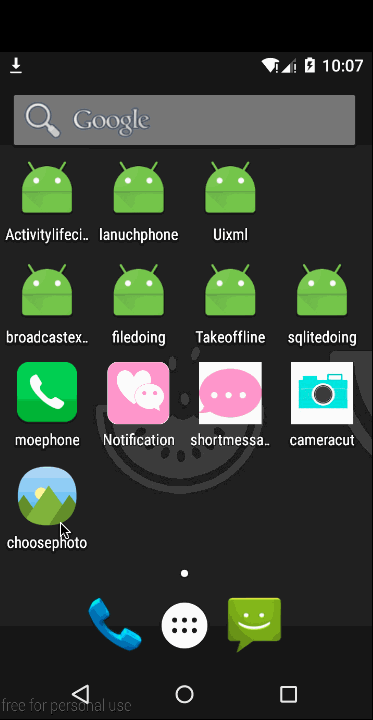 10:07
Google
Activitylifeci..
lanuchphone
Uixml
broadcastex..
filedoing
Takeoffline
sqlitedoing
moephone
Notification
shortmessa..
cameracut
choosephoto
free for personal use